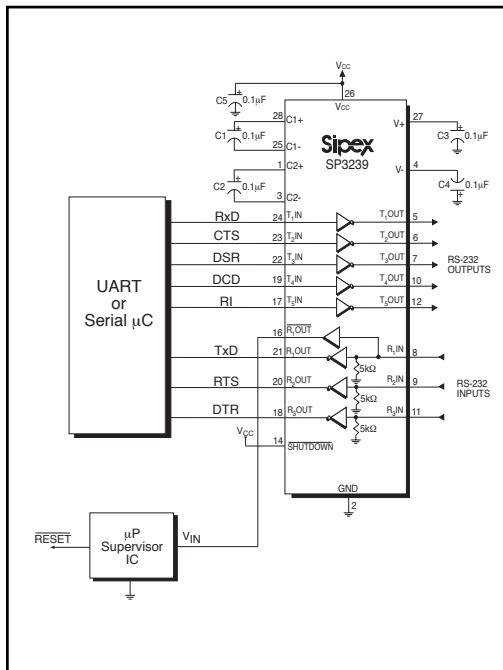 VCC
26
VCC
C5
+
0.1µF
28
C1+
C1
+
0.1µF
25
C1-
1
C2+
C2
+
0.1µF
3
C2-
Sipex
SP3239
V+
27
C3
+
0.1µF
V-
4
C4
0.1µF
+
UART
or
Serial µC
RxD
24
T1IN
T1OUT
5
CTS
23
T2IN
T2OUT
6
DSR
22
T3IN
T3OUT
7
DCD
19
T4IN
T4OUT
10
RI
17
T5IN
T5OUT
12
RS-232
OUTPUTS
16
R1OUT
TxD
21
R1OUT
R1IN
8
5kΩ
RTS
20
R2OUT
R2IN
9
5kΩ
DTR
18
R3OUT
R3IN
11
5kΩ
RS-232
INPUTS
VCC
14
SHUTDOWN
GND
2
RESET
µP
Supervisor
IC
VIN